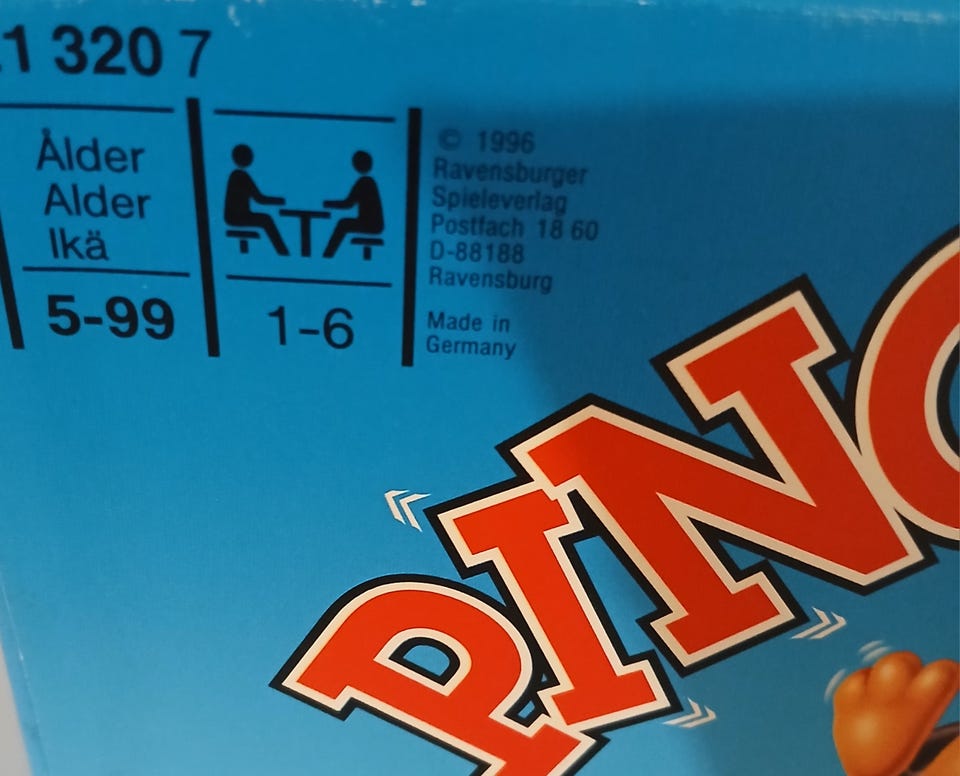 1 320 7
Ålder
Alder
Ikä
5-99
1-6
© 1996
Ravensburger
Spieleverlag
Postfach 18 60
D-88188
Ravensburg
Made in
Germany
PING